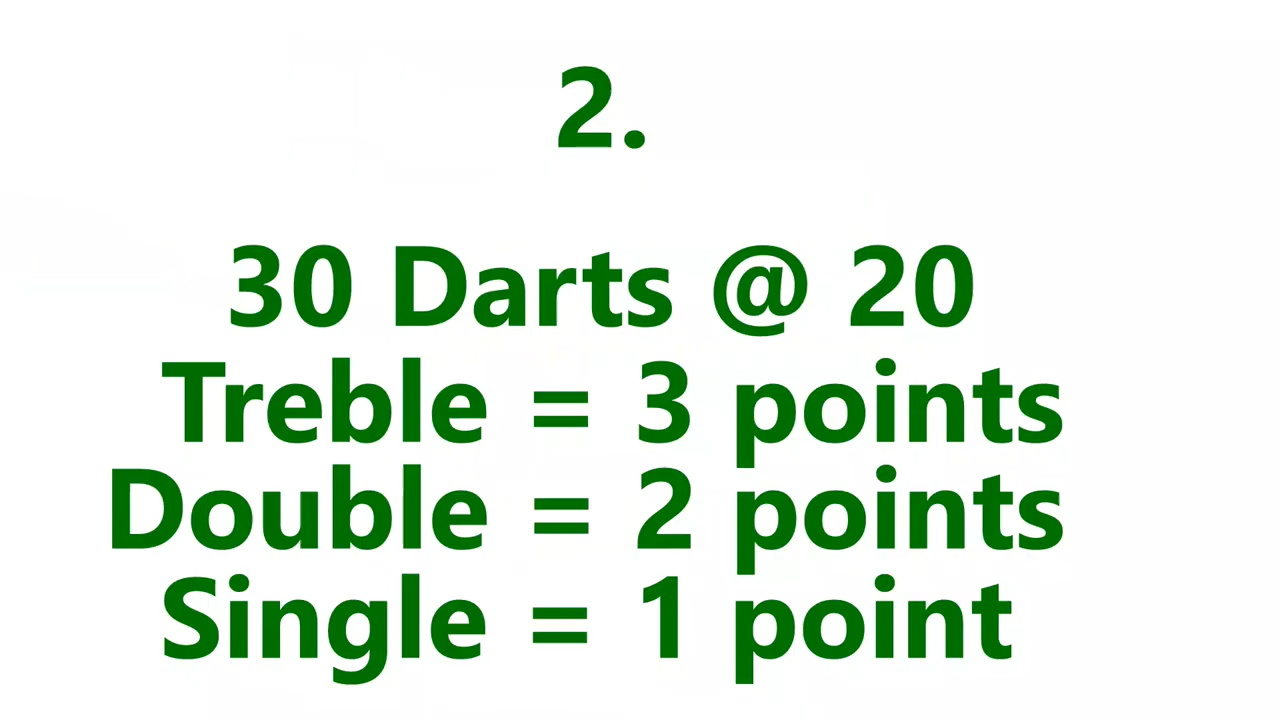 2.
30 Darts @ 20
Treble = 3 points
Double = 2 points
Single = 1 point